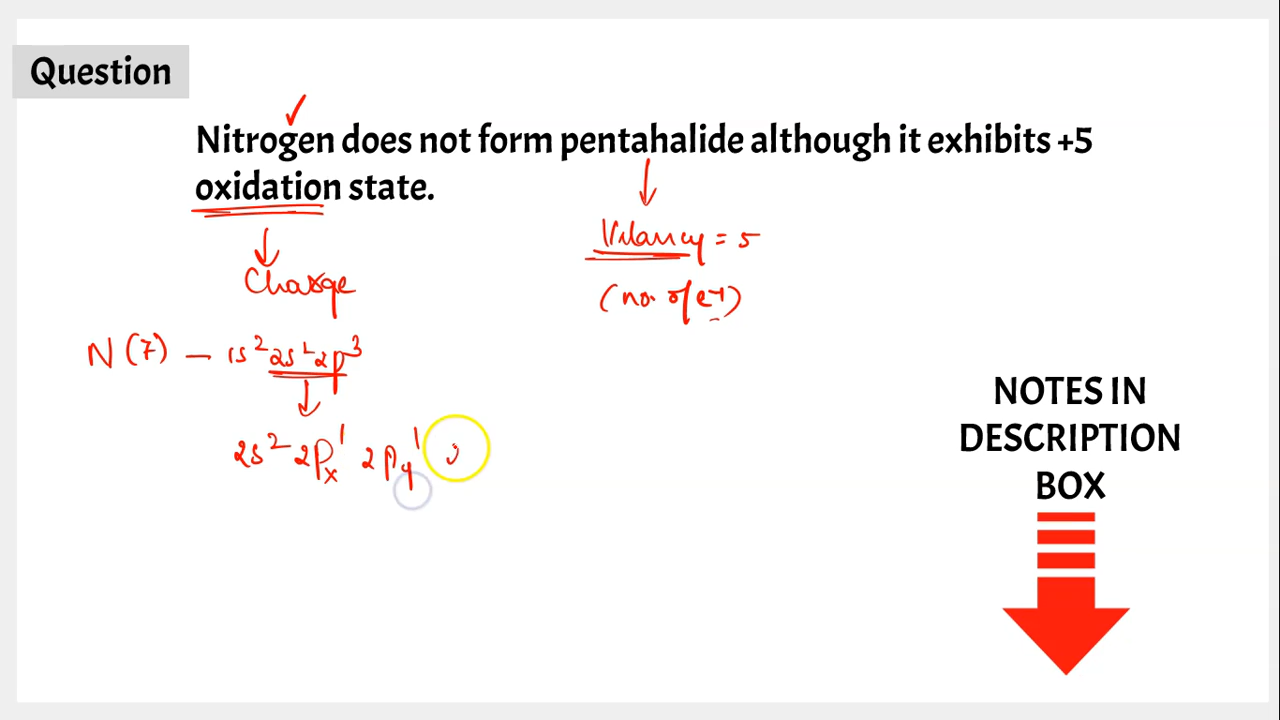 Question
Nitrogen does not form pentahalide although it exhibits +5
oxidation state.
Charge
Vilancy = 5
(no. of e⁻)
N (7) – 1s² 2s² 2p³
2s² 2pₓ¹ 2pᵧ¹
NOTES IN
DESCRIPTION
BOX